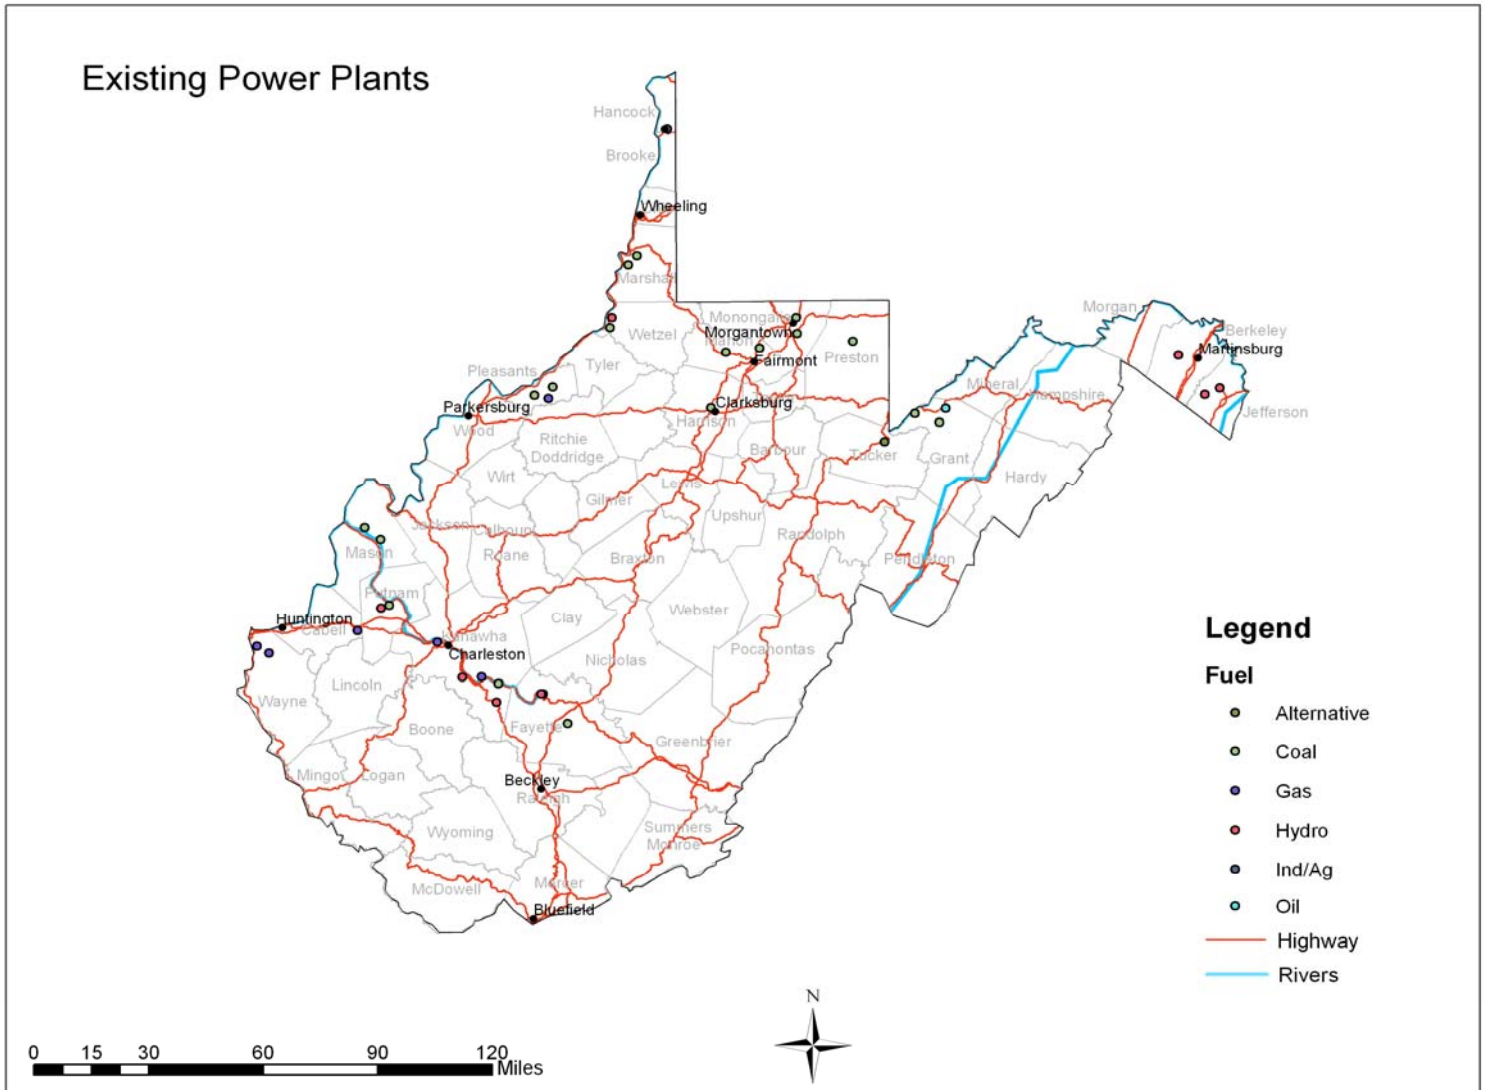 Existing Power Plants
Hancock
Brooke
Wheeling
Marshall
Wetzel
Monongalia
Morgantown
Marion
Fairmont
Preston
Morgan
Berkeley
Martinsburg
Jefferson
Mineral
Hampshire
Pleasants
Tyler
Parkersburg
Wood
Clarksburg
Harrison
Ritchie
Doddridge
Barbour
Tucker
Grant
Hardy
Wirt
Gilmer
Lewis
Upshur
Randolph
Jackson
Calhoun
Roane
Braxton
Pendleton
Mason
Putnam
Huntington
Cabell
Kanawha
Charleston
Clay
Webster
Nicholas
Pocahontas
Wayne
Lincoln
Boone
Fayette
Greenbrier
Mingo
Logan
Beckley
Raleigh
Wyoming
Summers
Monroe
McDowell
Mercer
Bluefield
Legend
Fuel
Alternative
Coal
Gas
Hydro
Ind/Ag
Oil
Highway
Rivers
N
0 15 30 60 90 120
Miles